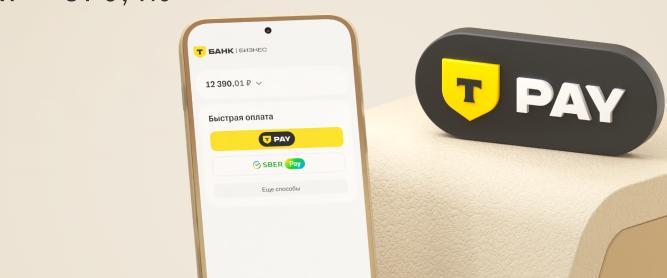 Т БАНК | БИЗНЕС
12 390,01 ₽
Быстрая оплата
Т PAY
SBER Pay
Еще способы
Т PAY